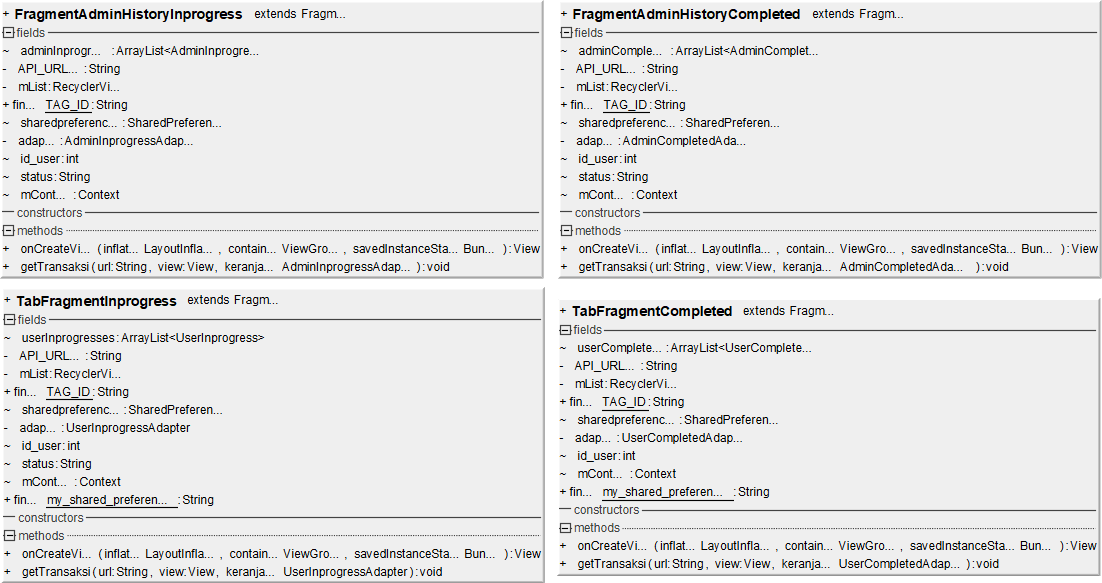 + FragmentAdminHistoryInprogress extends Fragm...
fields
~ adminInprogr... : ArrayList<AdminInprogre...
- API_URL... : String
- mList: RecyclerVi...
+ fin... TAG_ID: String
~ sharedpreferenc... : SharedPreferen...
- adap... : AdminInprogressAdap...
~ id_user: int
~ status: String
~ mCont... : Context
constructors
methods
+ onCreateVi... (inflat... LayoutInfla... , contain... ViewGro... , savedInstanceSta... Bun... ): View
+ getTransaksi (url: String, view: View, keranja... AdminInprogressAdap... ): void
+ FragmentAdminHistoryCompleted extends Fragm...
fields
~ adminComple... : ArrayList<AdminComplet...
- API_URL... : String
- mList: RecyclerVi...
+ fin... TAG_ID: String
~ sharedpreferenc... : SharedPreferen...
- adap... : AdminCompletedAda...
~ id_user: int
~ status: String
~ mCont... : Context
constructors
methods
+ onCreateVi... (inflat... LayoutInfla... , contain... ViewGro... , savedInstanceSta... Bun... ): View
+ getTransaksi (url: String, view: View, keranja... AdminCompletedAda... ): void
+ TabFragmentInprogress extends Fragm...
fields
~ userInprogresses: ArrayList<UserInprogress>
- API_URL... : String
- mList: RecyclerVi...
+ fin... TAG_ID: String
~ sharedpreferenc... : SharedPreferen...
- adap... : UserInprogressAdapter
~ id_user: int
~ status: String
~ mCont... : Context
+ fin... my_shared_preferen... : String
constructors
methods
+ onCreateVi... (inflat... LayoutInfla... , contain... ViewGro... , savedInstanceSta... Bun... ): View
+ getTransaksi (url: String, view: View, keranja... UserInprogressAdapter): void
+ TabFragmentCompleted extends Fragm...
fields
~ userComplete... : ArrayList<UserComplete...
- API_URL... : String
- mList: RecyclerVi...
+ fin... TAG_ID: String
~ sharedpreferenc... : SharedPreferen...
- adap... : UserCompletedAdap...
~ id_user: int
~ mCont... : Context
+ fin... my_shared_preferen... : String
constructors
methods
+ onCreateVi... (inflat... LayoutInfla... , contain... ViewGro... , savedInstanceSta... Bun... ): View
+ getTransaksi (url: String, view: View, keranja... UserCompletedAdap... ): void